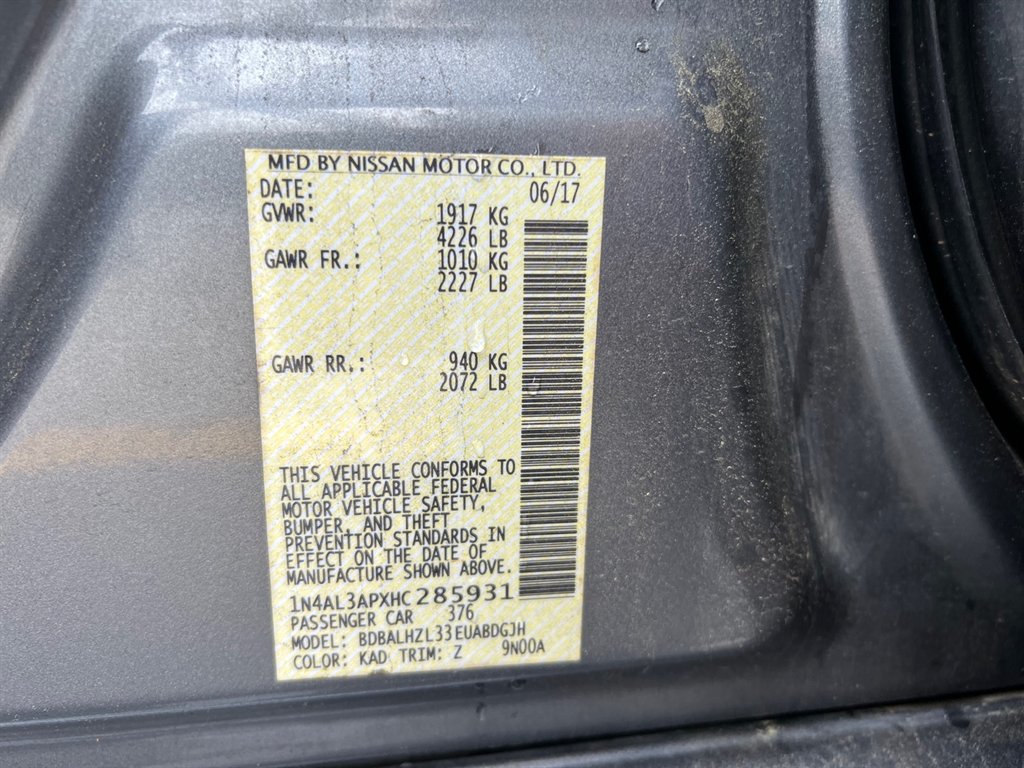 MFD BY NISSAN MOTOR CO., LTD.
DATE: 06/17
GVWR: 1917 KG
4226 LB
GAWR FR.: 1010 KG
2227 LB
GAWR RR.: 940 KG
2072 LB
THIS VEHICLE CONFORMS TO
ALL APPLICABLE FEDERAL
MOTOR VEHICLE SAFETY,
BUMPER, AND THEFT
PREVENTION STANDARDS IN
EFFECT ON THE DATE OF
MANUFACTURE SHOWN ABOVE.
1N4AL3APXHC285931
PASSENGER CAR 376
MODEL: BDBALHZL33EUABDGJH
COLOR: KAD TRIM: Z 9N00A